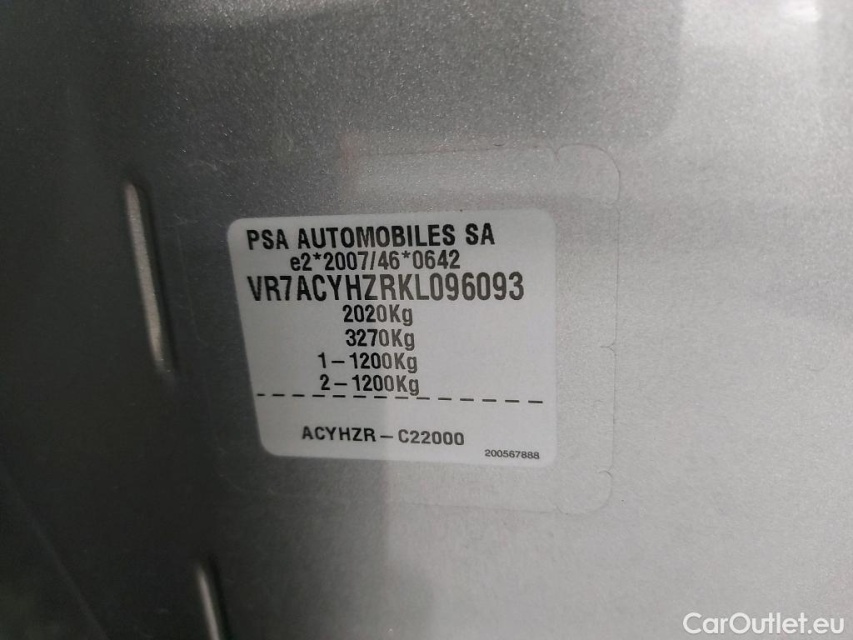 PSA AUTOMOBILES SA
e2*2007/46*0642
VR7ACYHZRKL096093
2020Kg
3270Kg
1-1200Kg
2-1200Kg
ACYHZR-C22000
200567888
CarOutlet.eu